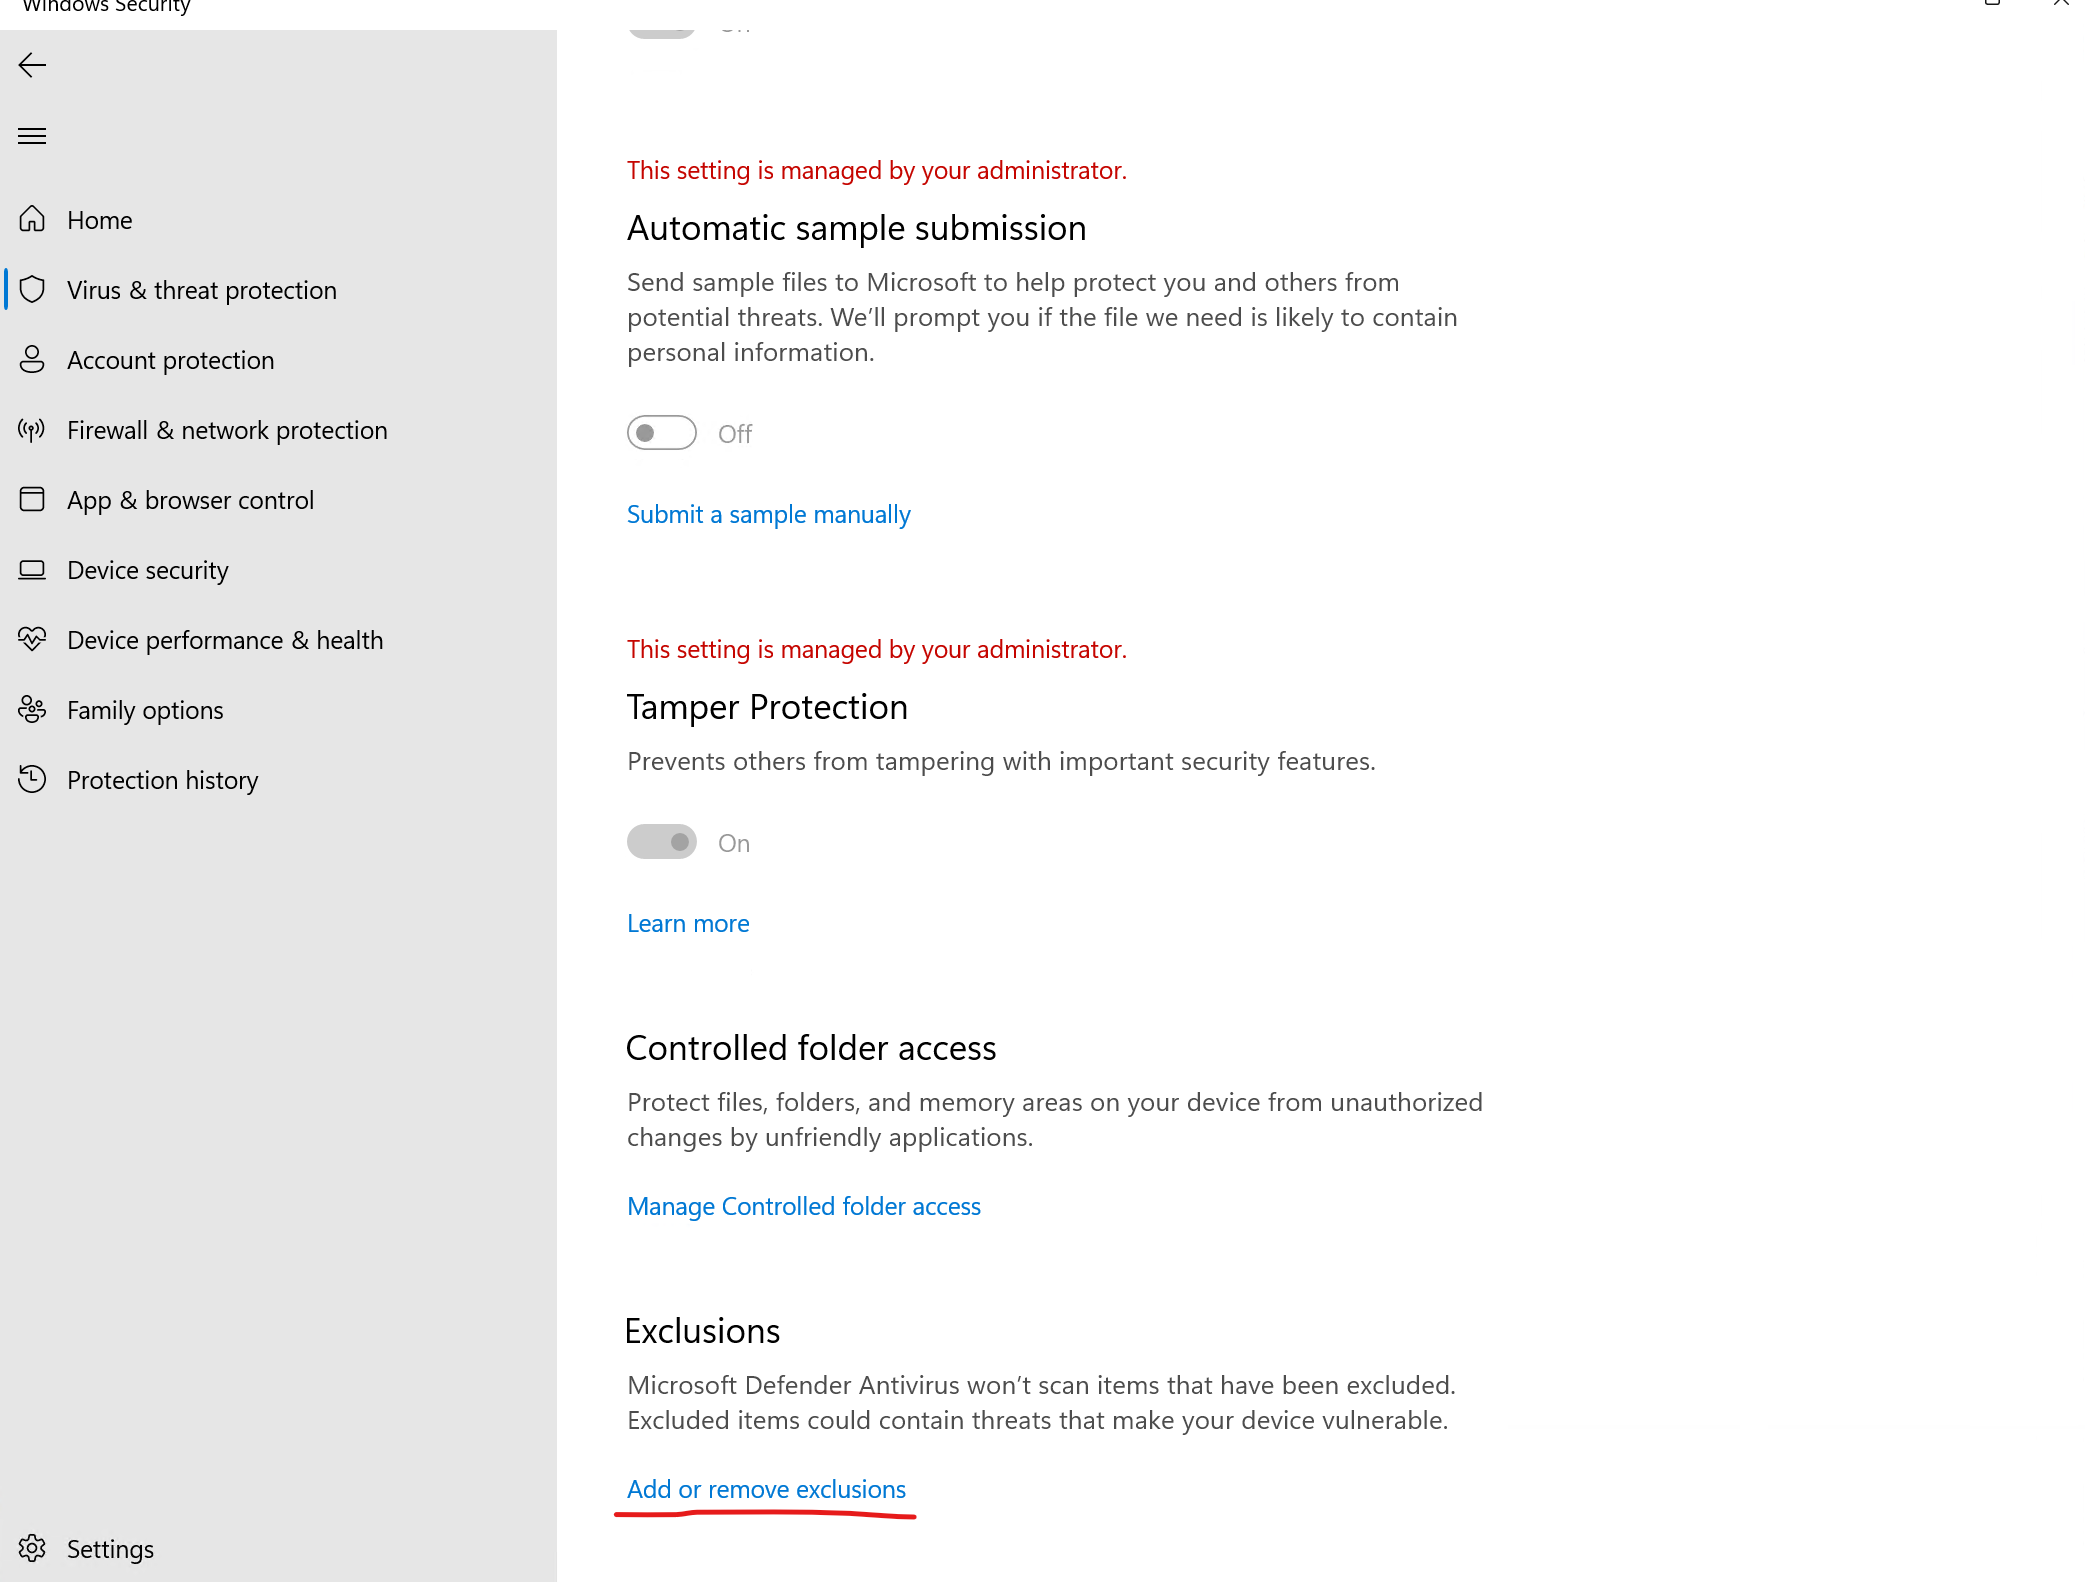 Windows Security
Home
Virus & threat protection
Account protection
Firewall & network protection
App & browser control
Device security
Device performance & health
Family options
Protection history
Settings
This setting is managed by your administrator.
Automatic sample submission
Send sample files to Microsoft to help protect you and others from
potential threats. We’ll prompt you if the file we need is likely to contain
personal information.
Off
Submit a sample manually
This setting is managed by your administrator.
Tamper Protection
Prevents others from tampering with important security features.
On
Learn more
Controlled folder access
Protect files, folders, and memory areas on your device from unauthorized
changes by unfriendly applications.
Manage Controlled folder access
Exclusions
Microsoft Defender Antivirus won’t scan items that have been excluded.
Excluded items could contain threats that make your device vulnerable.
Add or remove exclusions